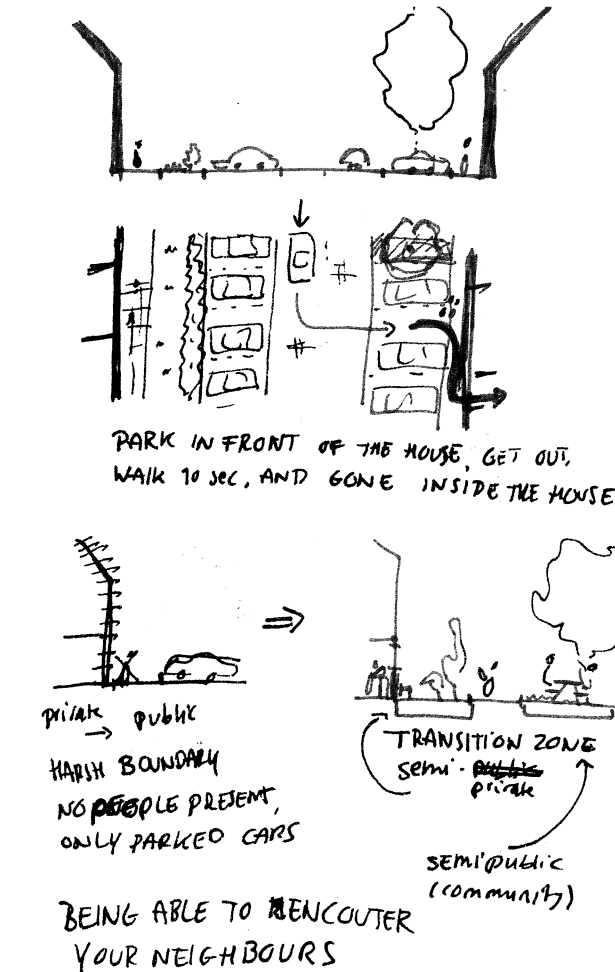 PARK IN FRONT OF THE HOUSE, GET OUT,
WALK 10 SEC, AND GONE INSIDE THE HOUSE
private public
HARSH BOUNDARY
NO PEOPLE PRESENT,
ONLY PARKED CARS
TRANSITION ZONE
semi-public
private
semipublic
(community)
BEING ABLE TO ENCOUTER
YOUR NEIGHBOURS